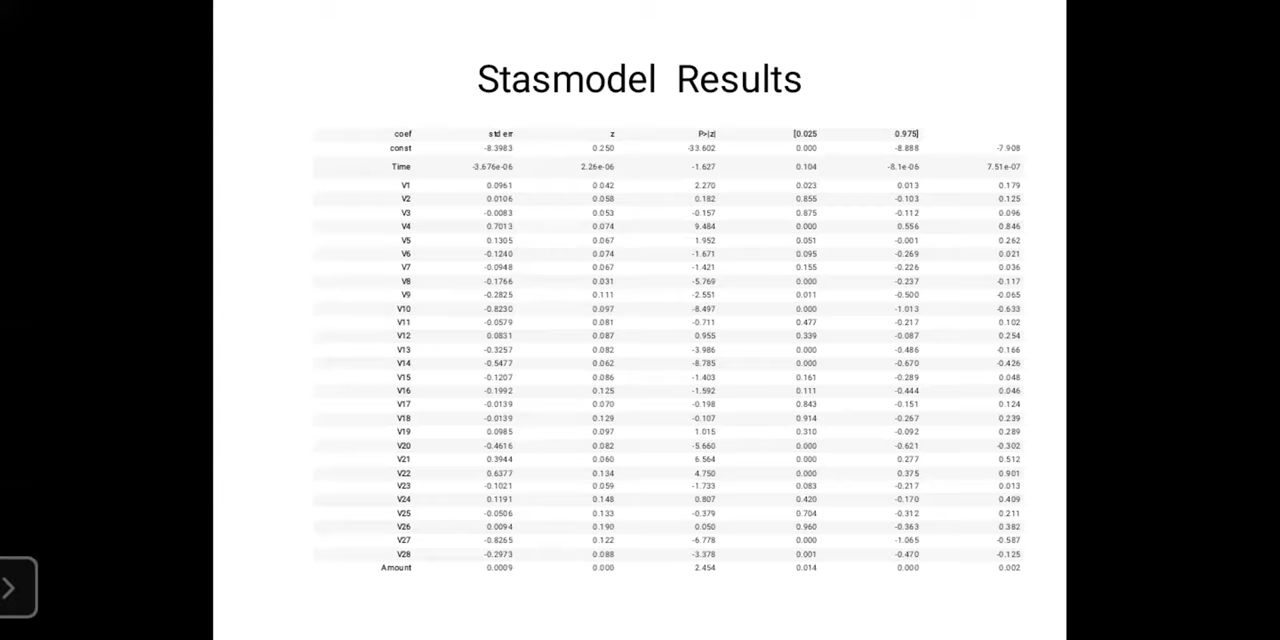 Stasmodel Results
coef std err z P>|z| [0.025 0.975]
const -8.3983 0.250 -33.602 0.000 -8.888 -7.908
Time -3.676e-06 2.26e-06 -1.627 0.104 -8.1e-06 7.51e-07
V1 0.0961 0.042 2.270 0.023 0.013 0.179
V2 0.0106 0.058 0.182 0.855 -0.103 0.125
V3 -0.0083 0.053 -0.157 0.875 -0.112 0.096
V4 0.7013 0.074 9.484 0.000 0.556 0.846
V5 0.1305 0.067 1.952 0.051 -0.001 0.262
V6 -0.1240 0.074 -1.671 0.095 -0.269 0.021
V7 -0.0948 0.067 -1.421 0.155 -0.226 0.036
V8 -0.1766 0.031 -5.769 0.000 -0.237 -0.117
V9 -0.2825 0.111 -2.551 0.011 -0.500 -0.065
V10 -0.8230 0.097 -8.497 0.000 -1.013 -0.633
V11 -0.0579 0.081 -0.711 0.477 -0.217 0.102
V12 0.0831 0.087 0.955 0.339 -0.087 0.254
V13 -0.3257 0.082 -3.986 0.000 -0.486 -0.166
V14 -0.5477 0.062 -8.785 0.000 -0.670 -0.426
V15 -0.1207 0.086 -1.403 0.161 -0.289 0.048
V16 -0.1992 0.125 -1.592 0.111 -0.444 0.046
V17 -0.0139 0.070 -0.198 0.843 -0.151 0.124
V18 -0.0139 0.129 -0.107 0.914 -0.267 0.239
V19 0.0985 0.097 1.015 0.310 -0.092 0.289
V20 -0.4616 0.082 -5.660 0.000 -0.621 -0.302
V21 0.3944 0.060 6.564 0.000 0.277 0.512
V22 0.6377 0.134 4.750 0.000 0.375 0.901
V23 -0.1021 0.059 -1.733 0.083 -0.217 0.013
V24 0.1191 0.148 0.807 0.420 -0.170 0.409
V25 -0.0506 0.133 -0.379 0.704 -0.312 0.211
V26 0.0094 0.190 0.050 0.960 -0.363 0.382
V27 -0.8265 0.122 -6.778 0.000 -1.065 -0.587
V28 -0.2973 0.088 -3.378 0.001 -0.470 -0.125
Amount 0.0009 0.000 2.454 0.014 0.000 0.002